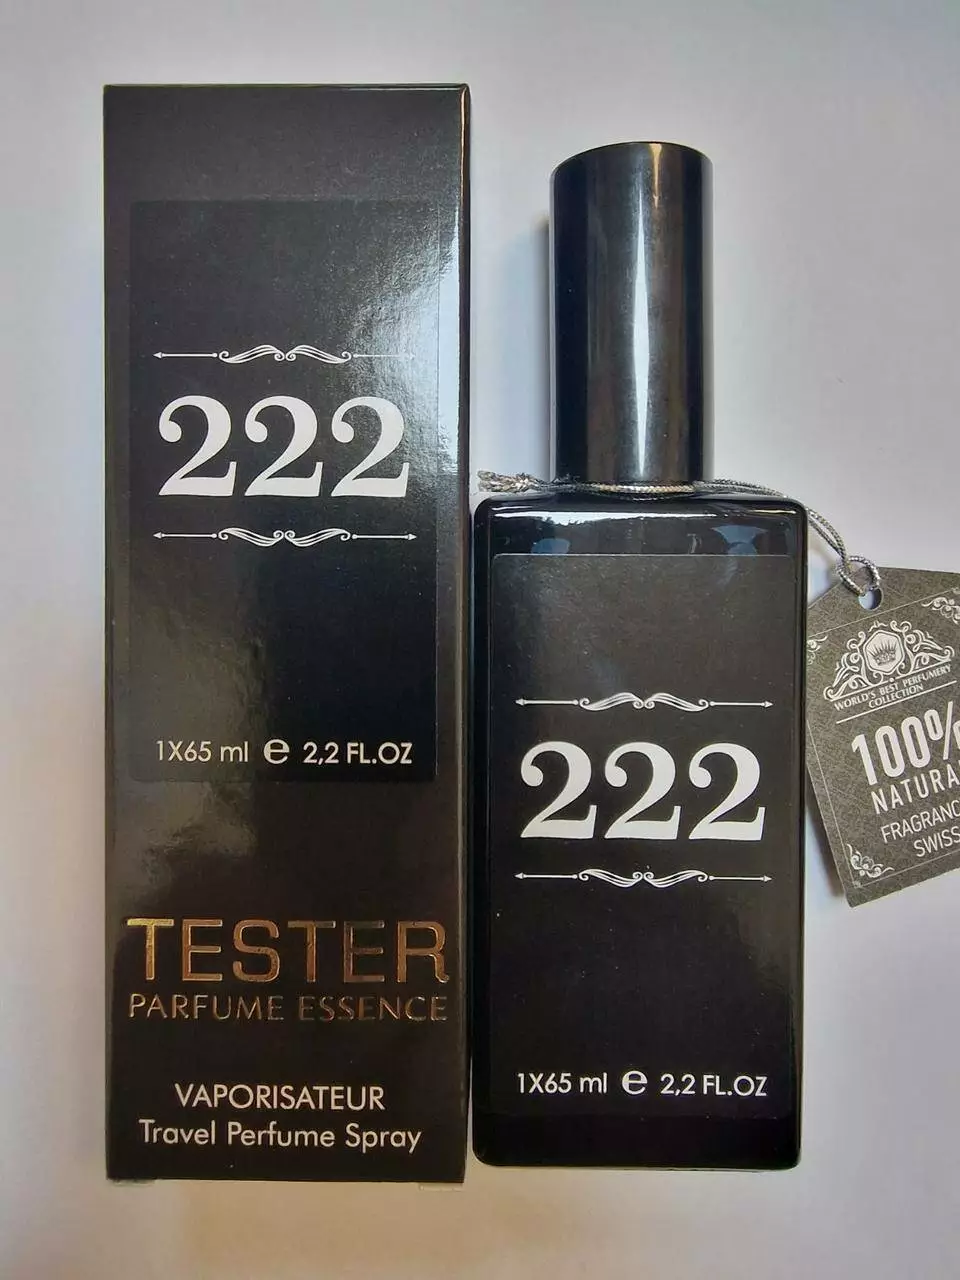 222
1X65 ml e 2,2 FL.OZ
TESTER
PARFUME ESSENCE
VAPORISATEUR
Travel Perfume Spray
222
1X65 ml e 2,2 FL.OZ
WORLD'S BEST PERFUMERY
COLLECTION
100%
NATURA
FRAGRANC
SWISS